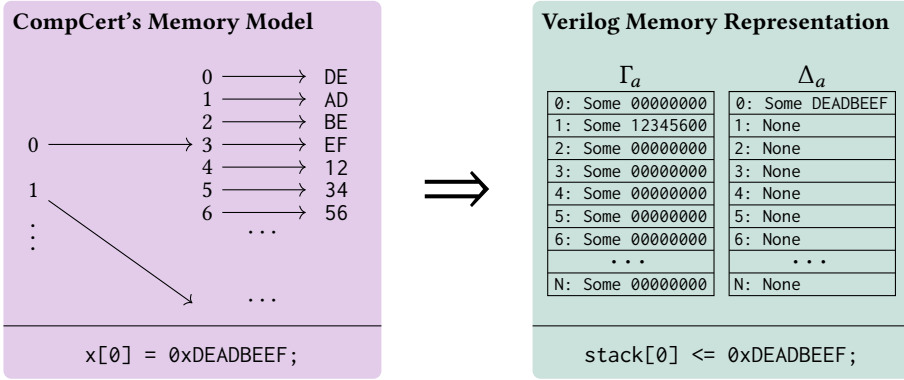 CompCert's Memory Model
0 DE
1 AD
2 BE
0 3 EF
4 12
1 5 34
6 56
⋮ ...
...
x[0] = 0xDEADBEEF;
⇒
Verilog Memory Representation
Γa Δa
0: Some 00000000 0: Some DEADBEEF
1: Some 12345600 1: None
2: Some 00000000 2: None
3: Some 00000000 3: None
4: Some 00000000 4: None
5: Some 00000000 5: None
6: Some 00000000 6: None
... ...
N: Some 00000000 N: None
stack[0] <= 0xDEADBEEF;